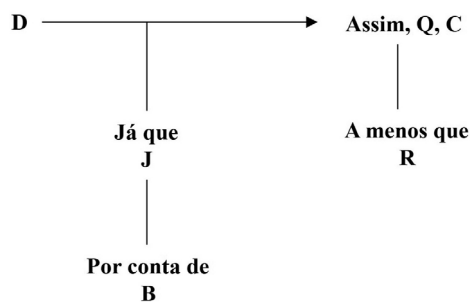 D
Assim, Q, C
Já que
J
A menos que
R
Por conta de
B